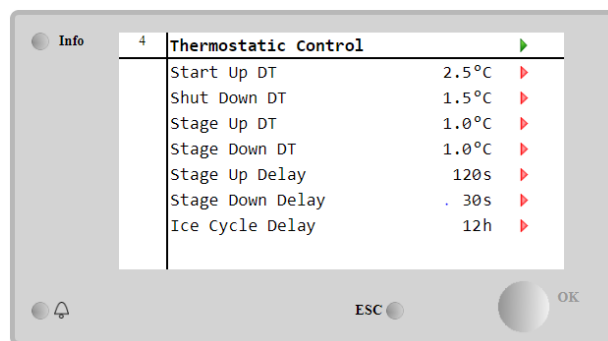 Info
4 Thermostatic Control
Start Up DT 2.5°C
Shut Down DT 1.5°C
Stage Up DT 1.0°C
Stage Down DT 1.0°C
Stage Up Delay 120s
Stage Down Delay . 30s
Ice Cycle Delay 12h
ESC
OK